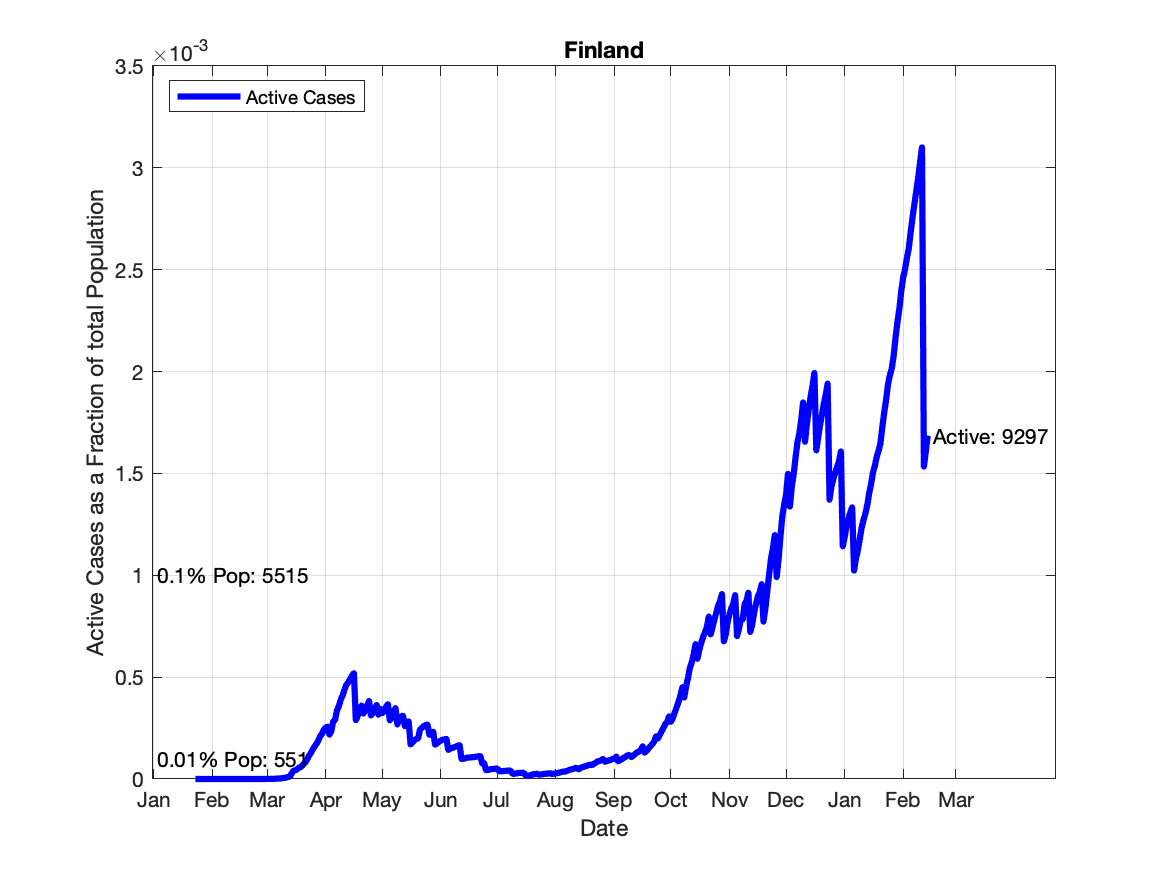 Finland
×10-3
3.5
3
2.5
2
1.5
1
0.5
0
Active Cases
Active Cases as a Fraction of total Population
Active: 9297
0.1% Pop: 5515
0.01% Pop: 551
Jan Feb Mar Apr May Jun Jul Aug Sep Oct Nov Dec Jan Feb Mar
Date